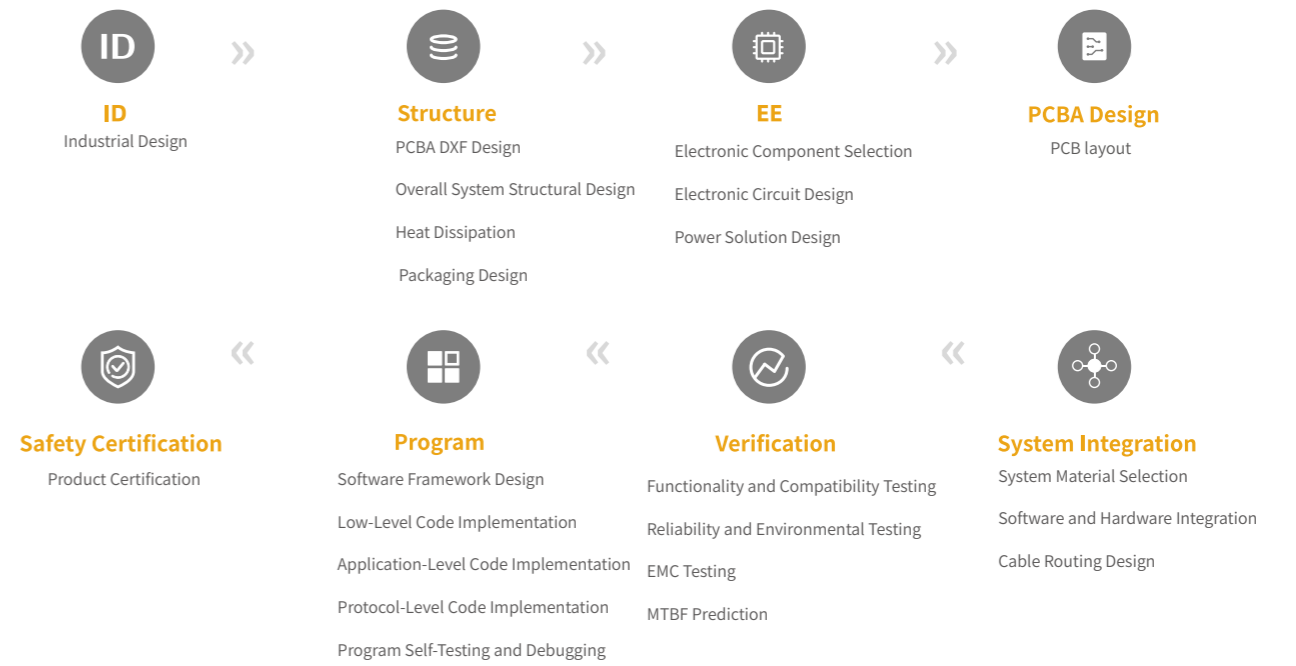 ID
ID
Industrial Design
Structure
PCBA DXF Design
Overall System Structural Design
Heat Dissipation
Packaging Design
EE
Electronic Component Selection
Electronic Circuit Design
Power Solution Design
PCBA Design
PCB layout
System Integration
System Material Selection
Software and Hardware Integration
Cable Routing Design
Verification
Functionality and Compatibility Testing
Reliability and Environmental Testing
EMC Testing
MTBF Prediction
Program
Software Framework Design
Low-Level Code Implementation
Application-Level Code Implementation
Protocol-Level Code Implementation
Program Self-Testing and Debugging
Safety Certification
Product Certification